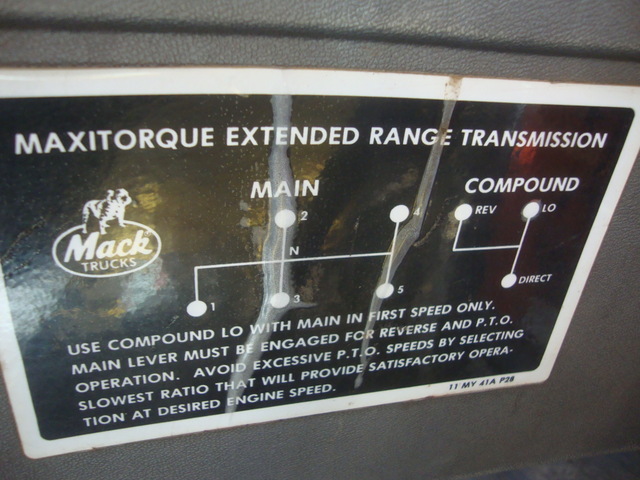 MAXITORQUE EXTENDED RANGE TRANSMISSION
MAIN COMPOUND
2 4 REV LO
Mack
TRUCKS
N
DIRECT
1 3 5
USE COMPOUND LO WITH MAIN IN FIRST SPEED ONLY.
MAIN LEVER MUST BE ENGAGED FOR REVERSE AND P.T.O.
OPERATION. AVOID EXCESSIVE P.T.O. SPEEDS BY SELECTING
SLOWEST RATIO THAT WILL PROVIDE SATISFACTORY OPERA-
TION AT DESIRED ENGINE SPEED.
11 MY 41A P28